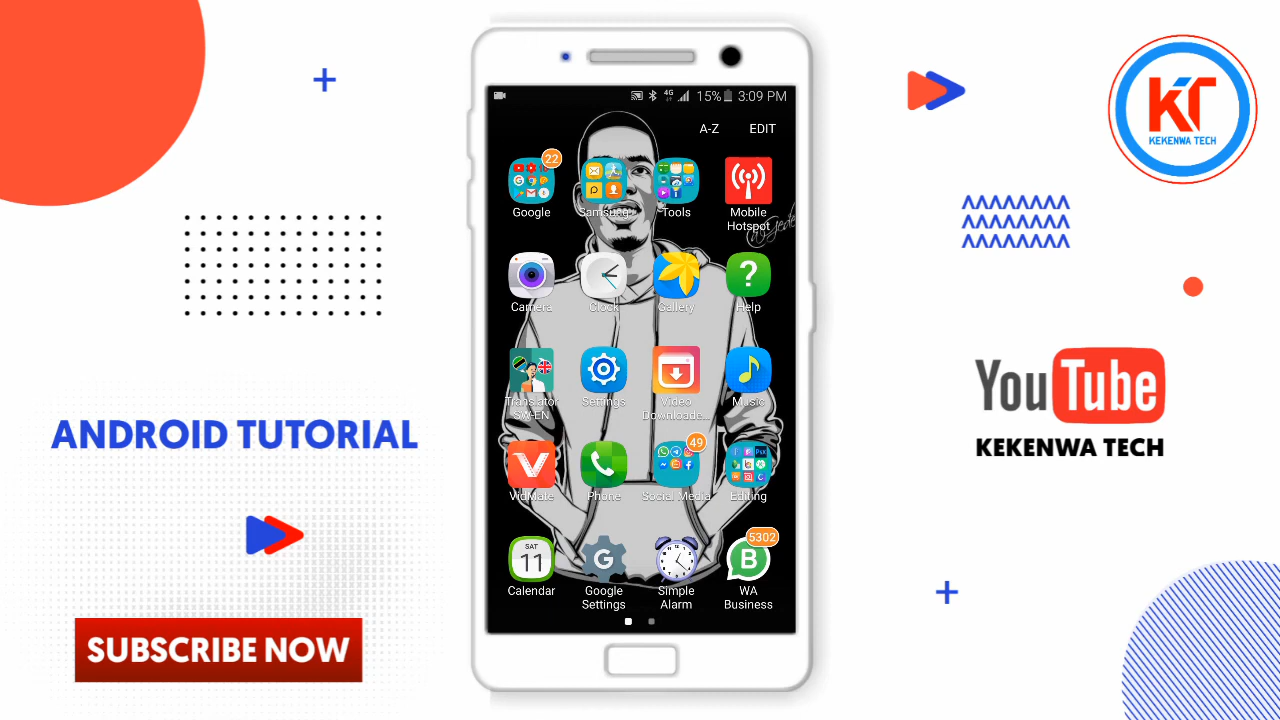 15% 3:09 PM
4G
A-Z EDIT
22
Google Samsung Tools Mobile Hotspot
Camera Clock Gallery Help
Translator SW-EN Settings Video Downloade... Music
49
VidMate Phone Social Media Editing
SAT
11
5302
B
G
Calendar Google Settings Simple Alarm WA Business
ANDROID TUTORIAL
SUBSCRIBE NOW
KT
KEKENWA TECH
YouTube
KEKENWA TECH